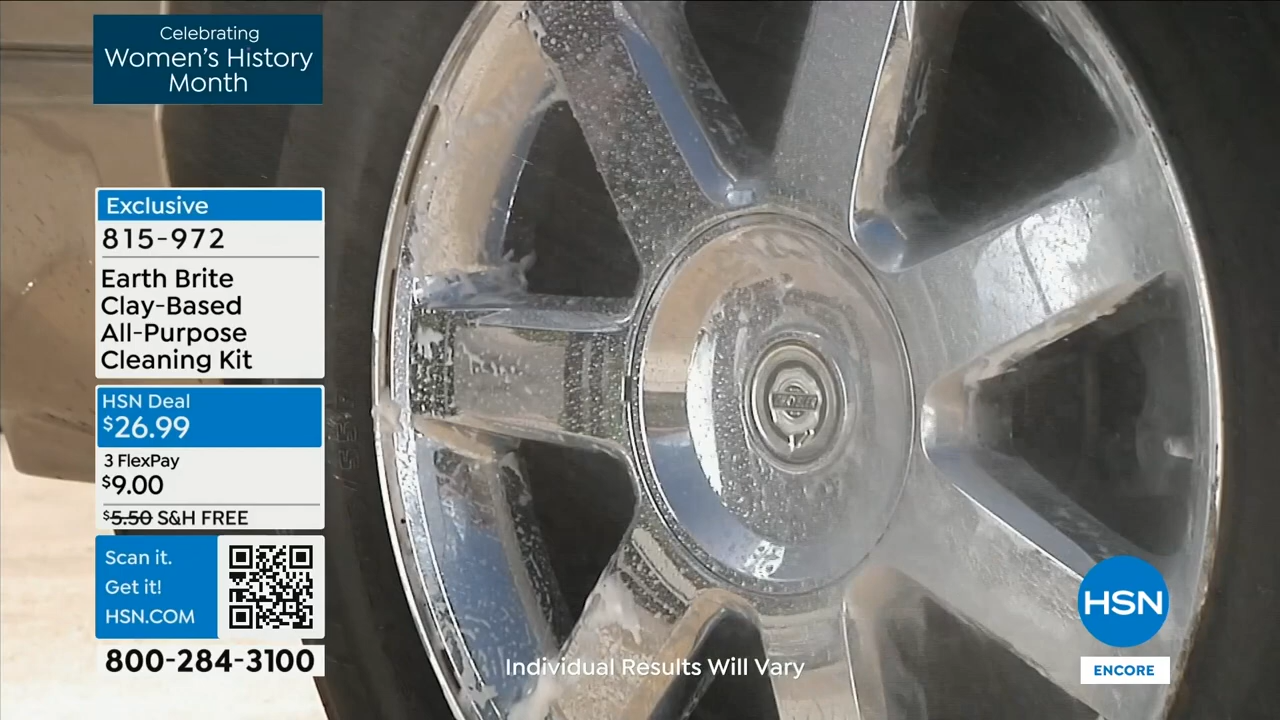 Celebrating
Women's History
Month
Exclusive
815-972
Earth Brite
Clay-Based
All-Purpose
Cleaning Kit
HSN Deal
$26.99
3 FlexPay
$9.00
$5.50 S&H FREE
Scan it.
Get it!
HSN.COM
800-284-3100
Individual Results Will Vary
HSN
ENCORE